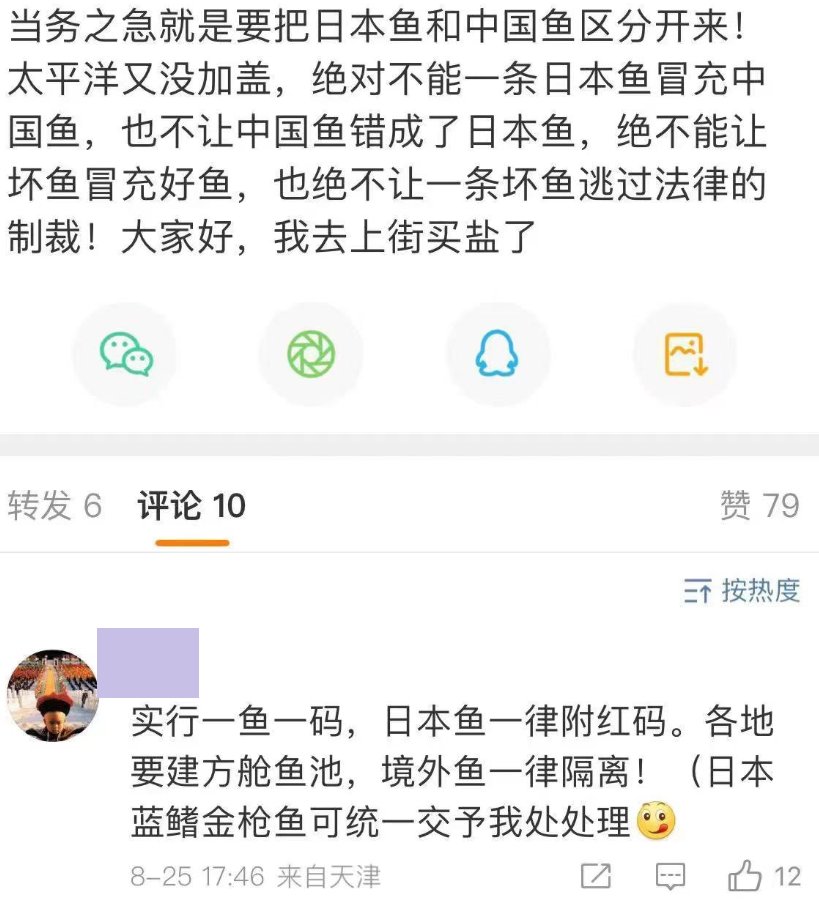 当务之急就是要把日本鱼和中国鱼区分开来！
太平洋又没加盖，绝对不能一条日本鱼冒充中
国鱼，也不让中国鱼错成了日本鱼，绝不能让
坏鱼冒充好鱼，也绝不让一条坏鱼逃过法律的
制裁！大家好，我去上街买盐了
转发 6 评论 10 赞 79
按热度
实行一鱼一码，日本鱼一律附红码。各地
要建方舱鱼池，境外鱼一律隔离！（日本
蓝鳍金枪鱼可统一交予我处处理
8-25 17:46 来自天津 12